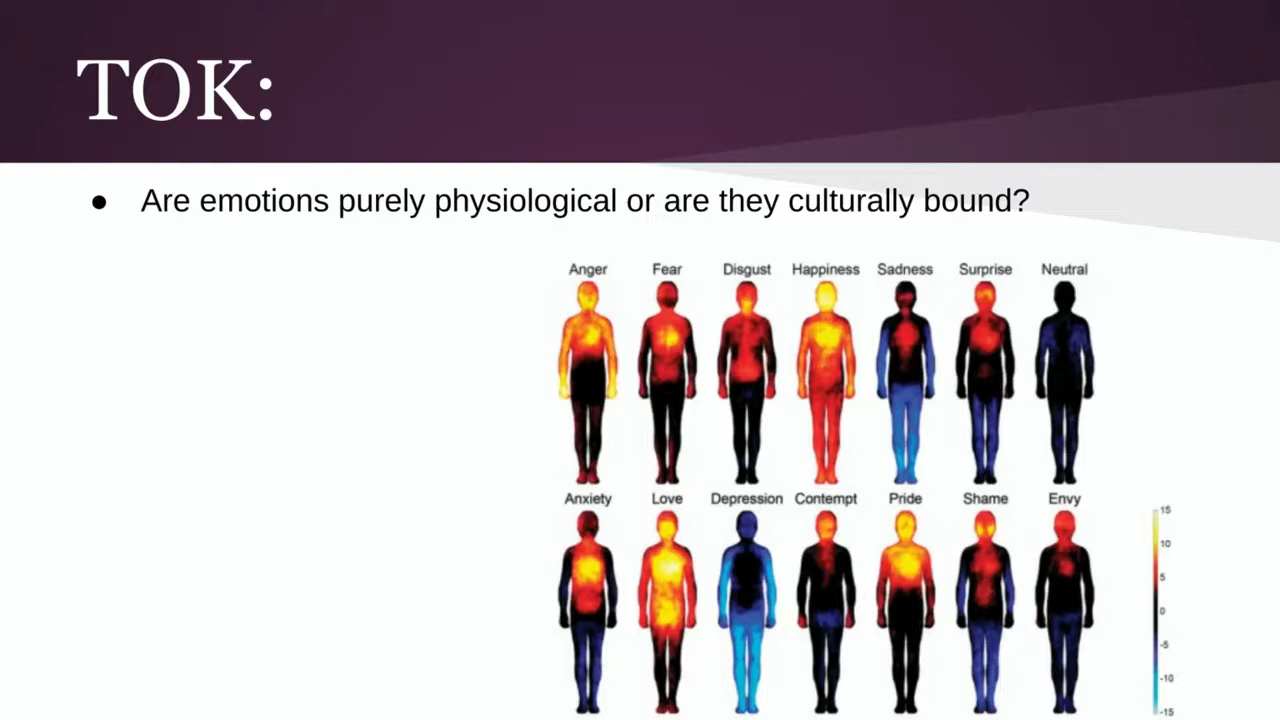 TOK:
● Are emotions purely physiological or are they culturally bound?
Anger Fear Disgust Happiness Sadness Surprise Neutral
Anxiety Love Depression Contempt Pride Shame Envy
15
10
5
0
-5
-10
-15